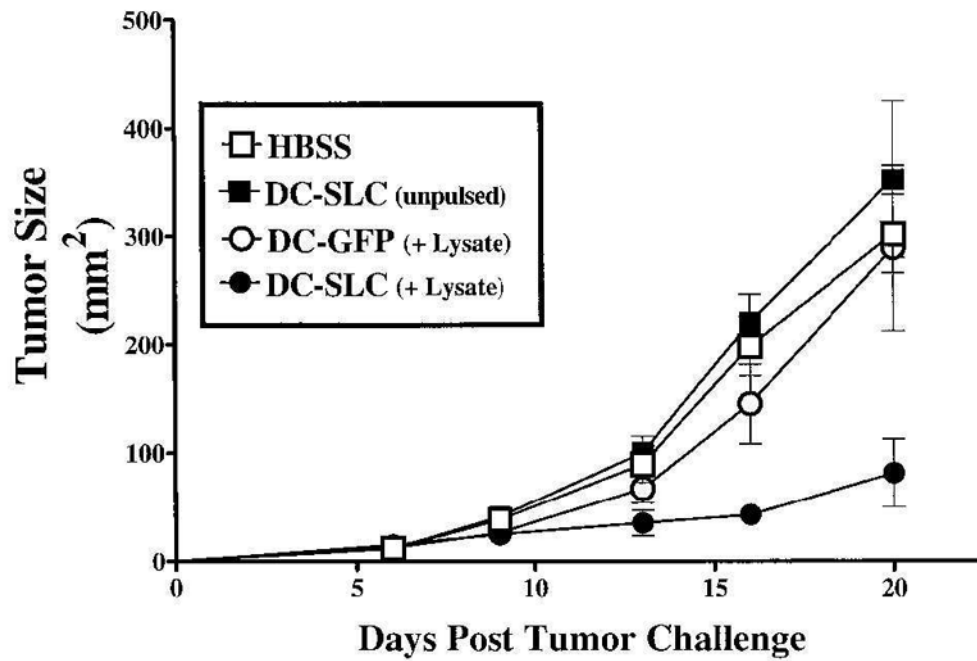 500
400
300
200
100
0
Tumor Size
(mm²)
HBSS
DC-SLC (unpulsed)
DC-GFP (+ Lysate)
DC-SLC (+ Lysate)
0 5 10 15 20
Days Post Tumor Challenge